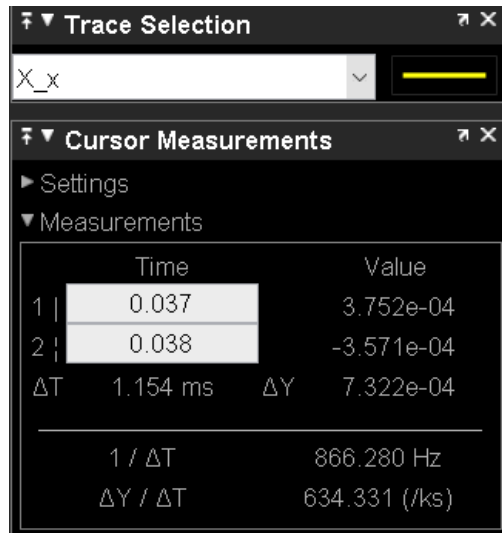 Trace Selection
X_x
Cursor Measurements
Settings
Measurements
Time Value
1 | 0.037 3.752e-04
2 ¦ 0.038 -3.571e-04
ΔT 1.154 ms ΔY 7.322e-04
1 / ΔT 866.280 Hz
ΔY / ΔT 634.331 (/ks)